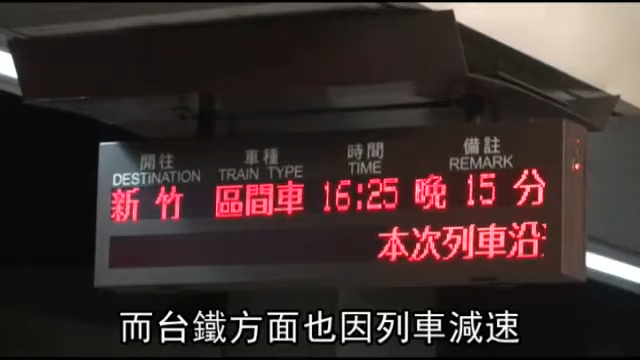 開往 車種 時間 備註
DESTINATION TRAIN TYPE TIME REMARK
新竹 區間車 16:25 晚 15 分
本次列車沿
而台鐵方面也因列車減速